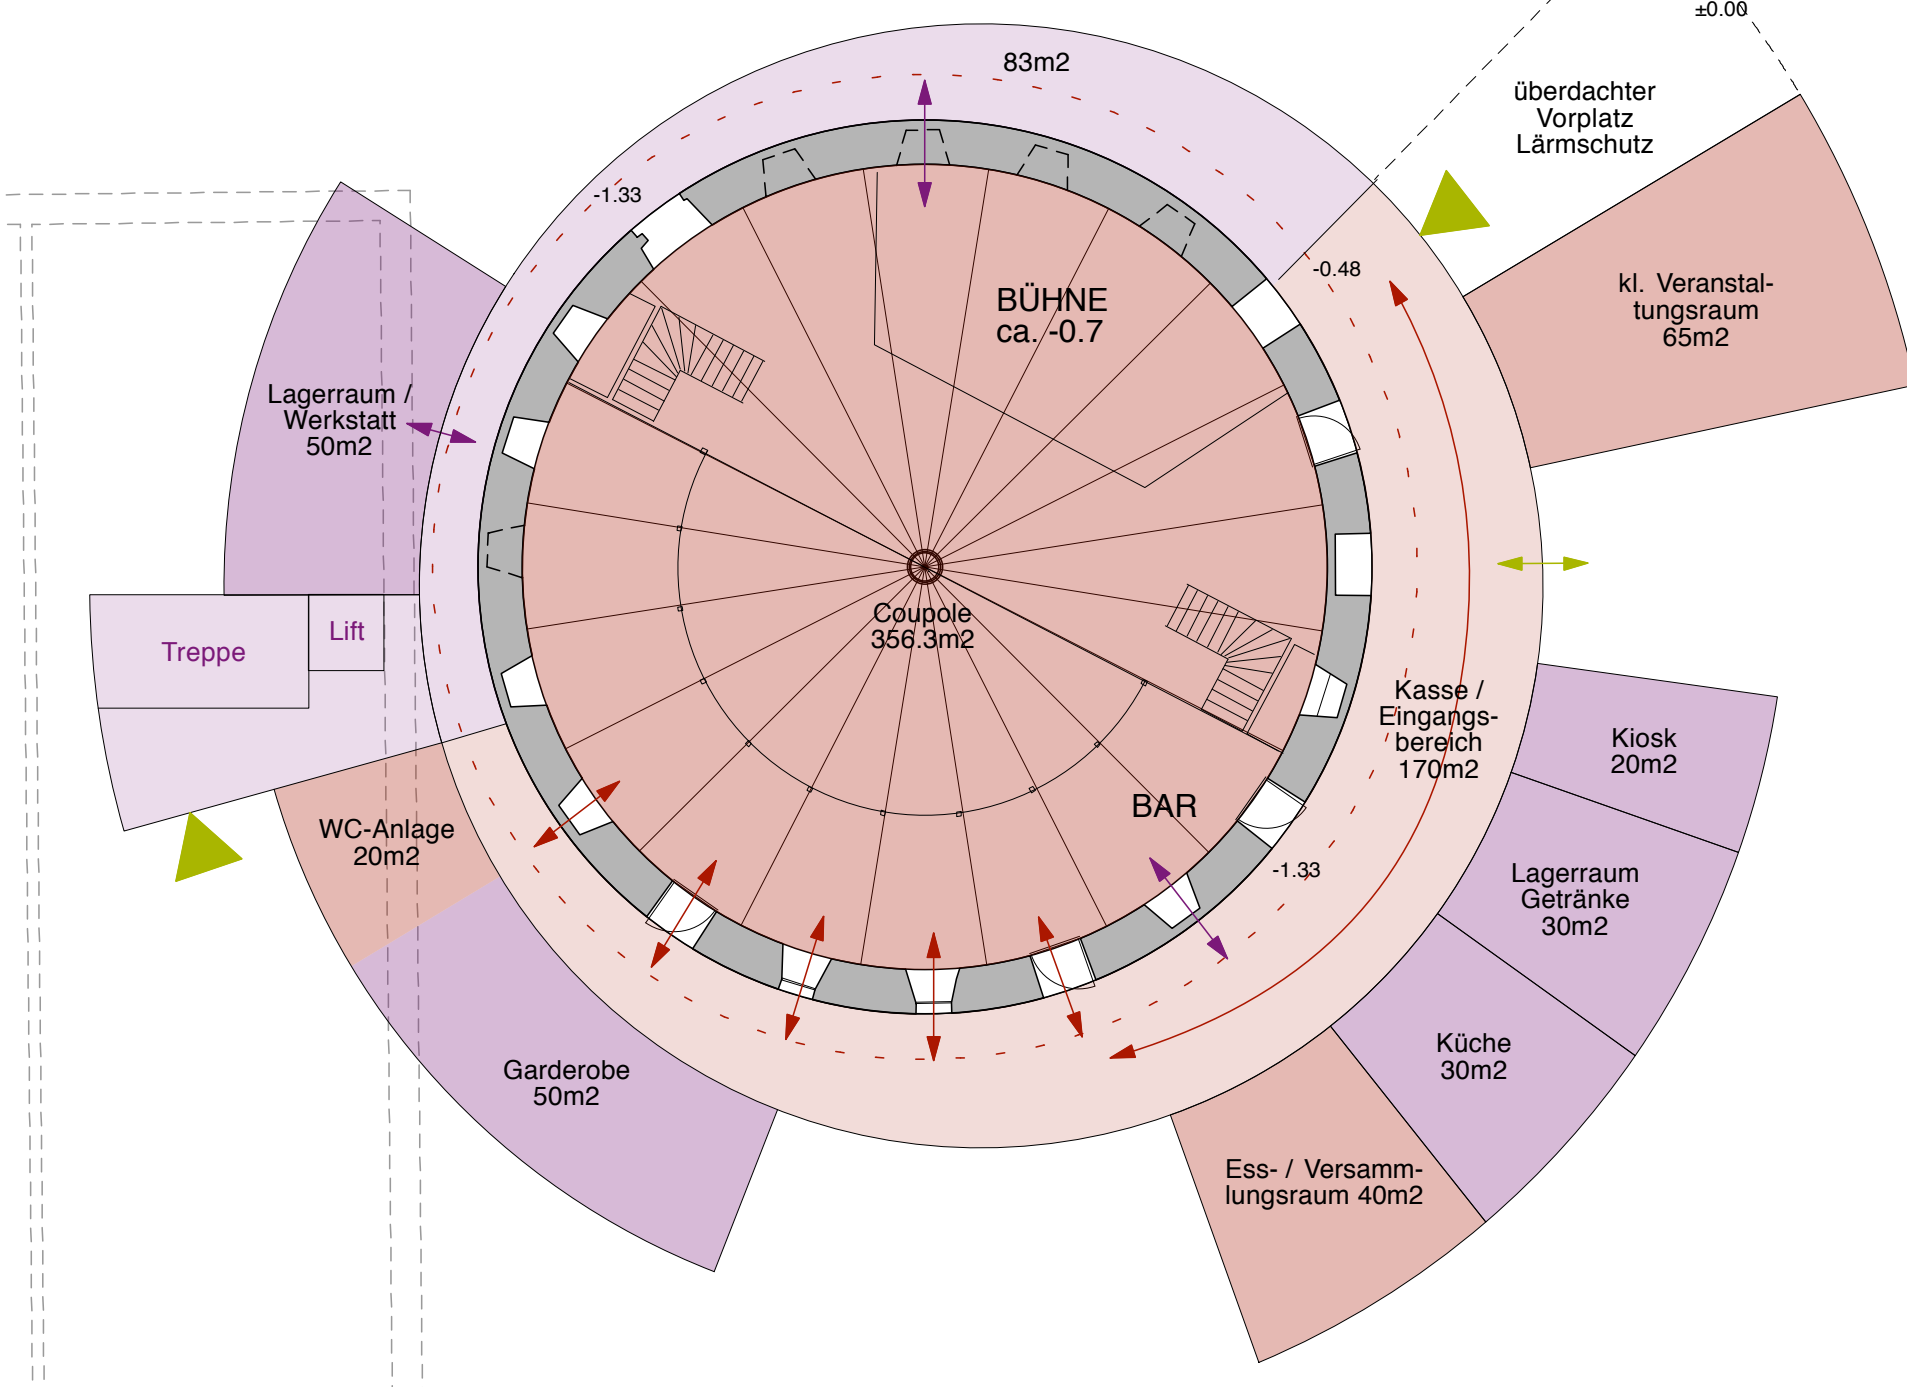 ±0.00
83m2
überdachter
Vorplatz
Lärmschutz
-1.33
-0.48
kl. Veranstal-
tungsraum
65m2
BÜHNE
ca. -0.7
Lagerraum /
Werkstatt
50m2
Coupole
356.3m2
Treppe
Lift
Kasse /
Eingangs-
bereich
170m2
Kiosk
20m2
BAR
WC-Anlage
20m2
-1.33
Lagerraum
Getränke
30m2
Küche
30m2
Garderobe
50m2
Ess- / Versamm-
lungsraum 40m2